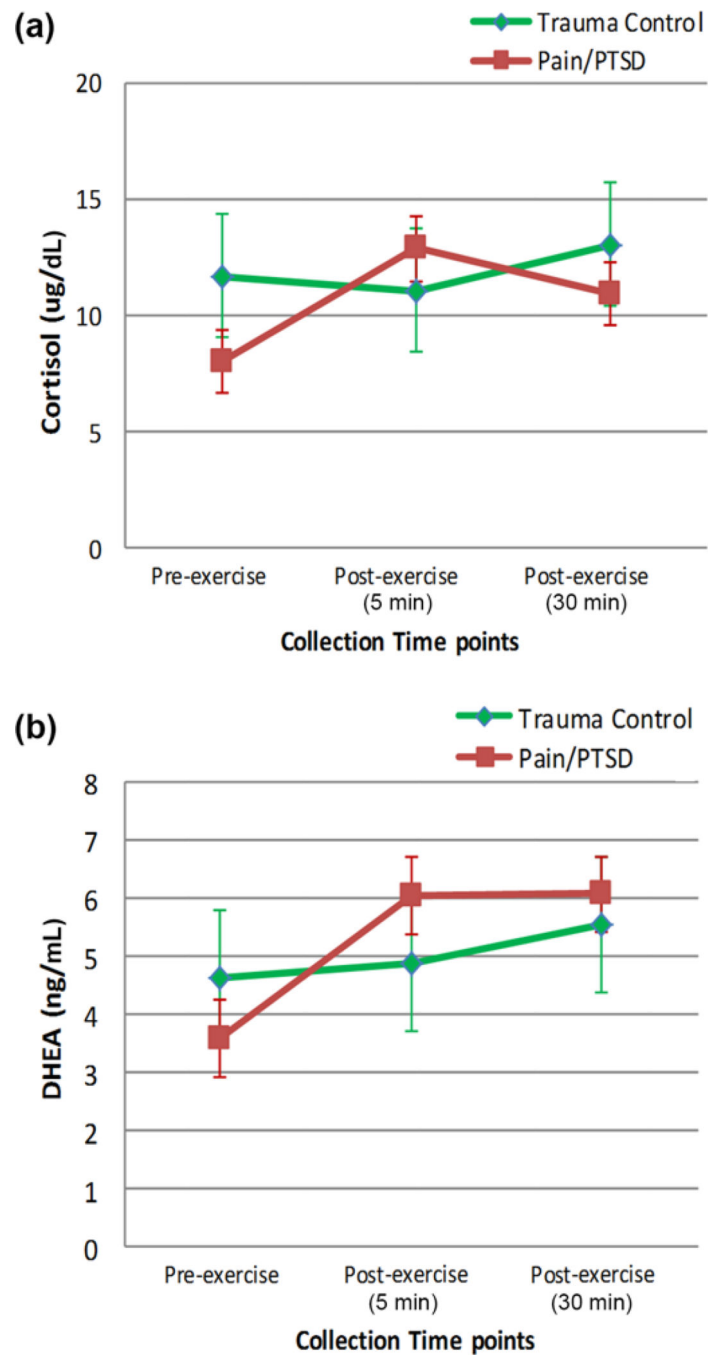 (a)
Trauma Control
Pain/PTSD
20
15
10
5
0
Cortisol (ug/dL)
Pre-exercise
Post-exercise
(5 min)
Post-exercise
(30 min)
Collection Time points
(b)
Trauma Control
Pain/PTSD
8
7
6
5
4
3
2
1
0
DHEA (ng/mL)
Pre-exercise
Post-exercise
(5 min)
Post-exercise
(30 min)
Collection Time points